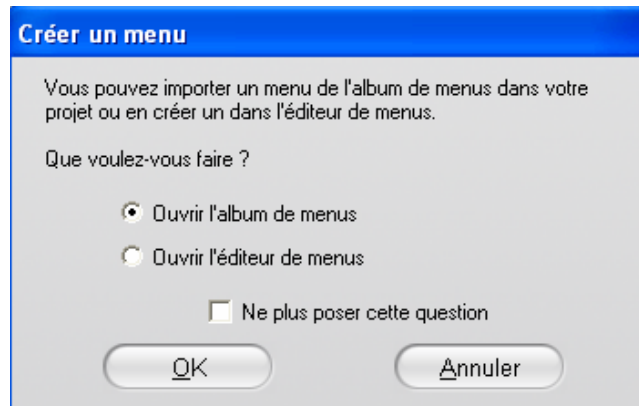 Créer un menu
Vous pouvez importer un menu de l'album de menus dans votre
projet ou en créer un dans l'éditeur de menus.
Que voulez-vous faire ?
Ouvrir l'album de menus
Ouvrir l'éditeur de menus
Ne plus poser cette question
OK Annuler